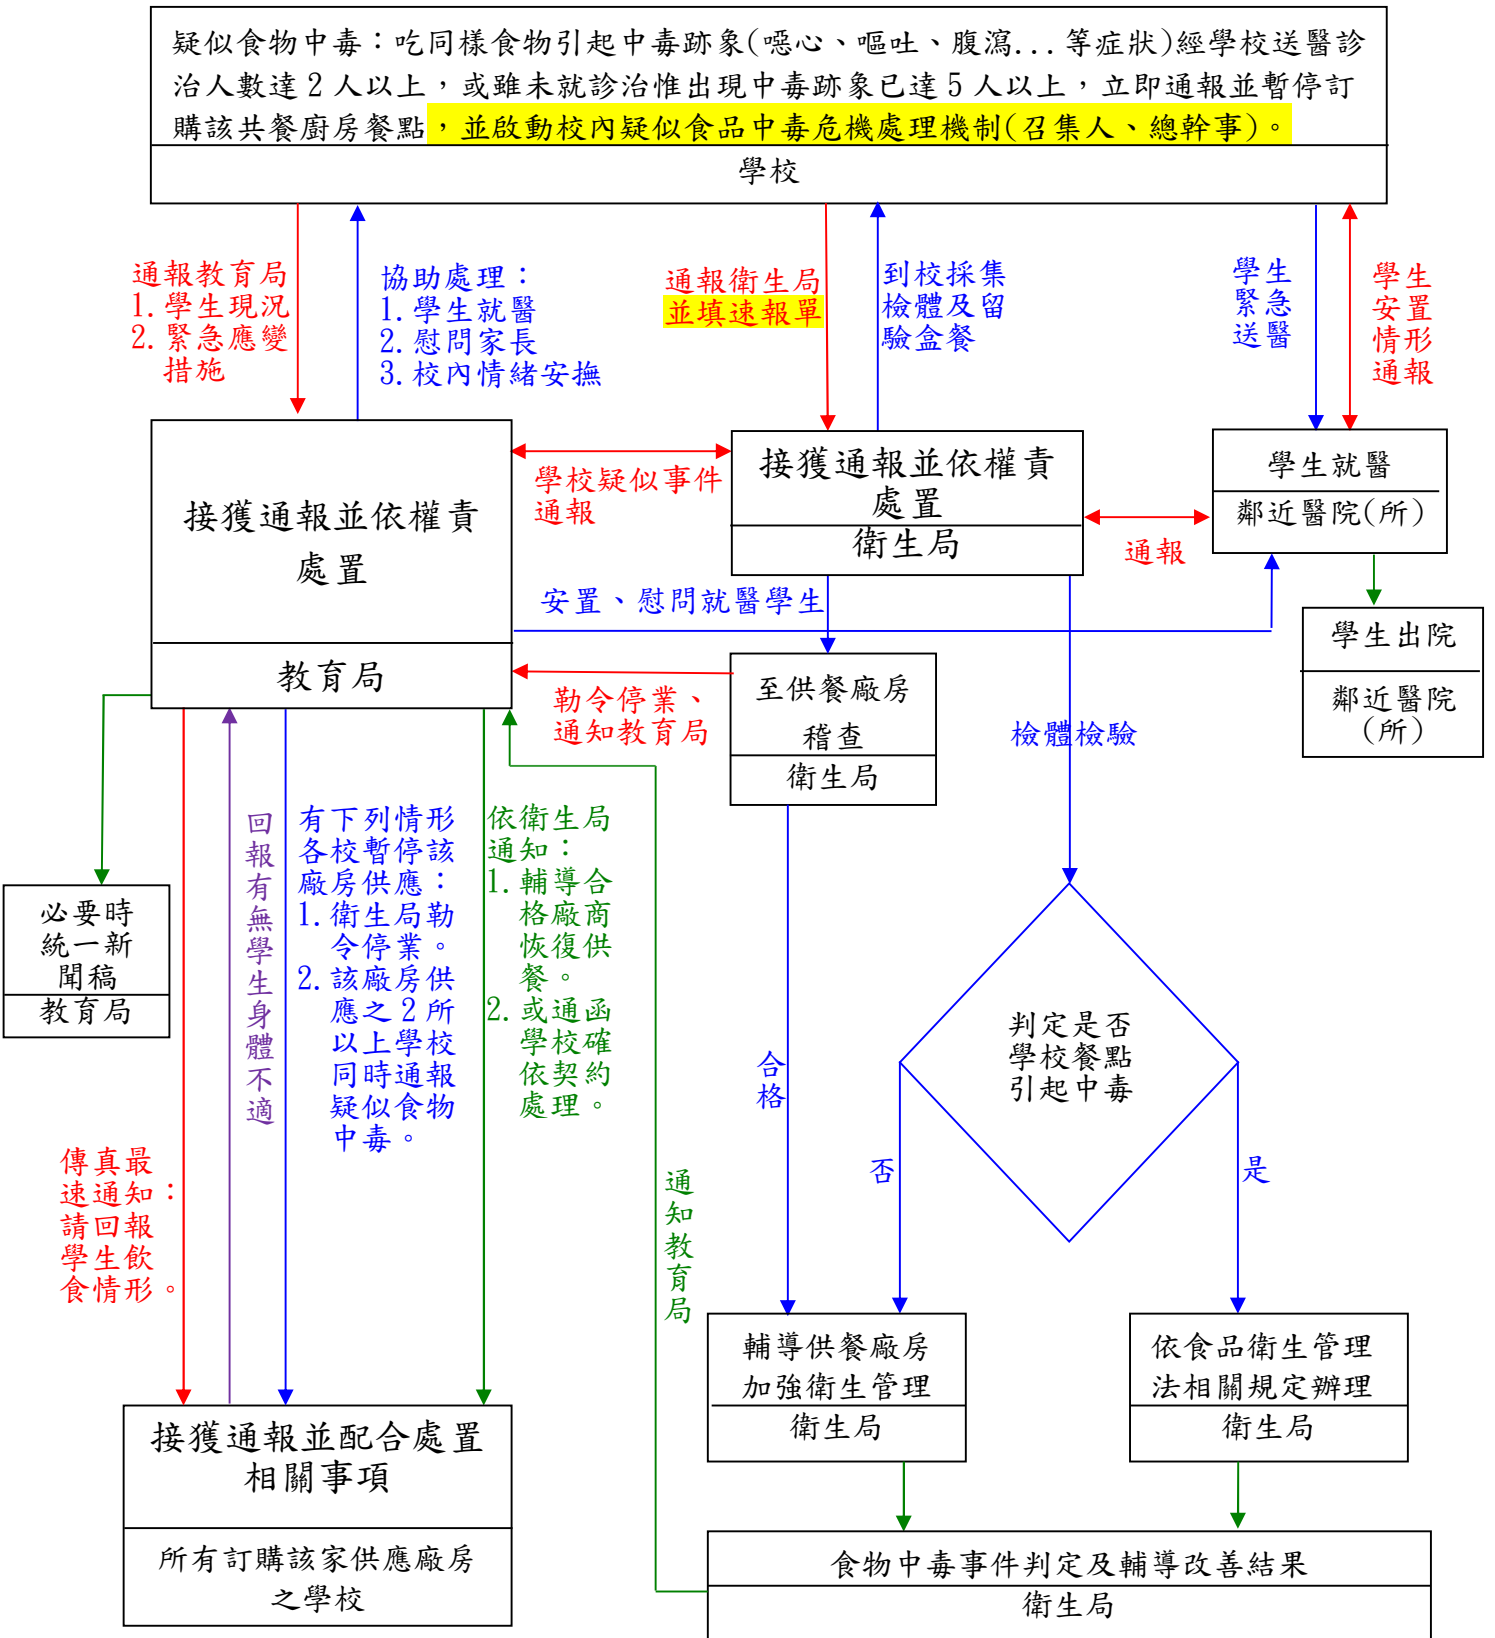 疑似食物中毒：吃同樣食物引起中毒跡象(噁心、嘔吐、腹瀉...等症狀)經學校送醫診
治人數達2人以上，或雖未就診治惟出現中毒跡象已達5人以上，立即通報並暫停訂
購該共餐廚房餐點，並啟動校內疑似食品中毒危機處理機制(召集人、總幹事)。
學校
通報教育局
1.學生現況
2.緊急應變
措施
協助處理：
1.學生就醫
2.慰問家長
3.校內情緒安撫
通報衛生局
並填速報單
到校採集
檢體及留
驗盒餐
學生
緊急
送醫
學生
安置
情形
通報
接獲通報並依權責
處置
教育局
學校疑似事件
通報
接獲通報並依權責
處置
衛生局
通報
學生就醫
鄰近醫院(所)
安置、慰問就醫學生
學生出院
鄰近醫院
(所)
勒令停業、
通知教育局
至供餐廠房
稽查
衛生局
檢體檢驗
必要時
統一新
聞稿
教育局
回報有無學生身體不適
有下列情形
各校暫停該
廠房供應：
1.衛生局勒
令停業。
2.該廠房供
應之2所
以上學校
同時通報
疑似食物
中毒。
依衛生局
通知：
1.輔導合
格廠商
恢復供
餐。
2.或通函
學校確
依契約
處理。
合格
判定是否
學校餐點
引起中毒
否
是
傳真最
速通知：
請回報
學生飲
食情形。
通知教育局
輔導供餐廠房
加強衛生管理
衛生局
依食品衛生管理
法相關規定辦理
衛生局
接獲通報並配合處置
相關事項
所有訂購該家供應廠房
之學校
食物中毒事件判定及輔導改善結果
衛生局